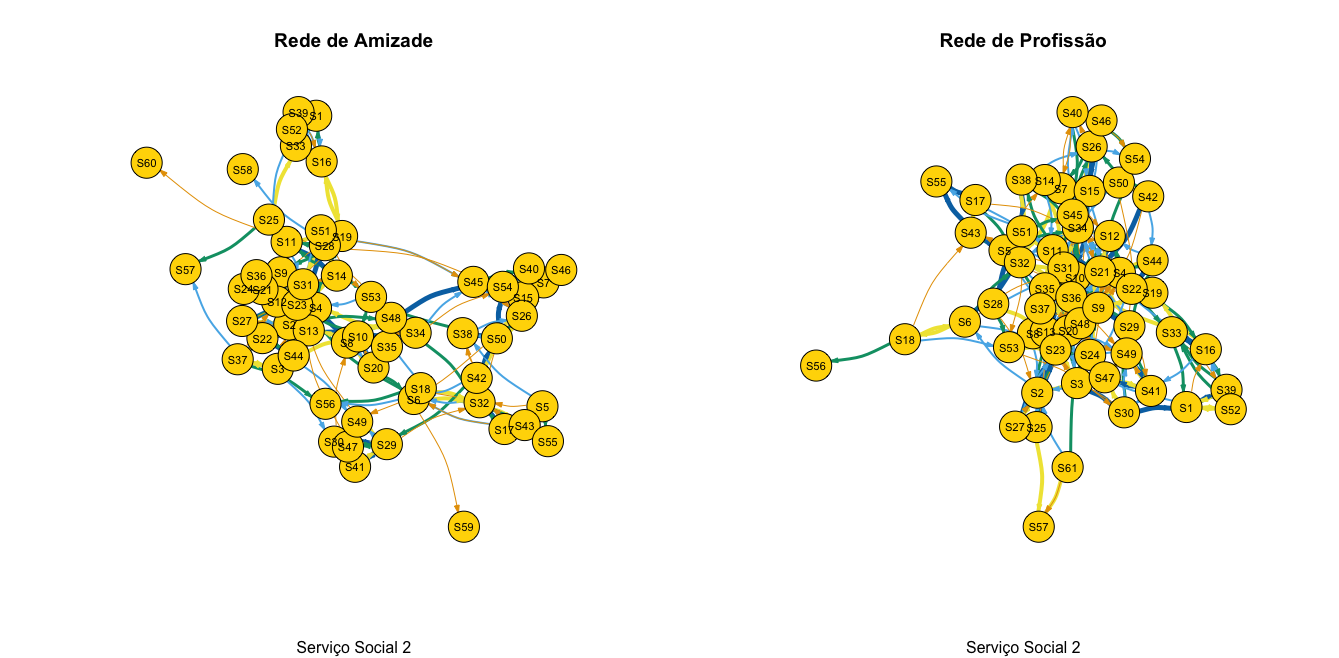 Rede de Amizade
Rede de Profissão
S39
S1
S52
S33
S16
S60
S58
S25
S51
S19
S28
S11
S57
S36
S9
S14
S24
S21
S31
S12
S23
S4
S53
S45
S40
S46
S54
S7
S15
S26
S27
S22
S13
S48
S10
S8
S34
S35
S38
S50
S37
S44
S3
S20
S42
S18
S6
S32
S5
S56
S49
S17
S43
S55
S30
S47
S29
S41
S59
S40
S46
S26
S54
S55
S17
S38
S14
S7
S15
S50
S42
S45
S34
S43
S51
S12
S5
S11
S32
S31
S10
S21
S4
S44
S22
S19
S35
S36
S28
S37
S9
S6
S48
S29
S33
S18
S53
S13
S20
S23
S24
S49
S16
S56
S3
S47
S41
S39
S2
S30
S1
S52
S27
S25
S61
S57
Serviço Social 2
Serviço Social 2